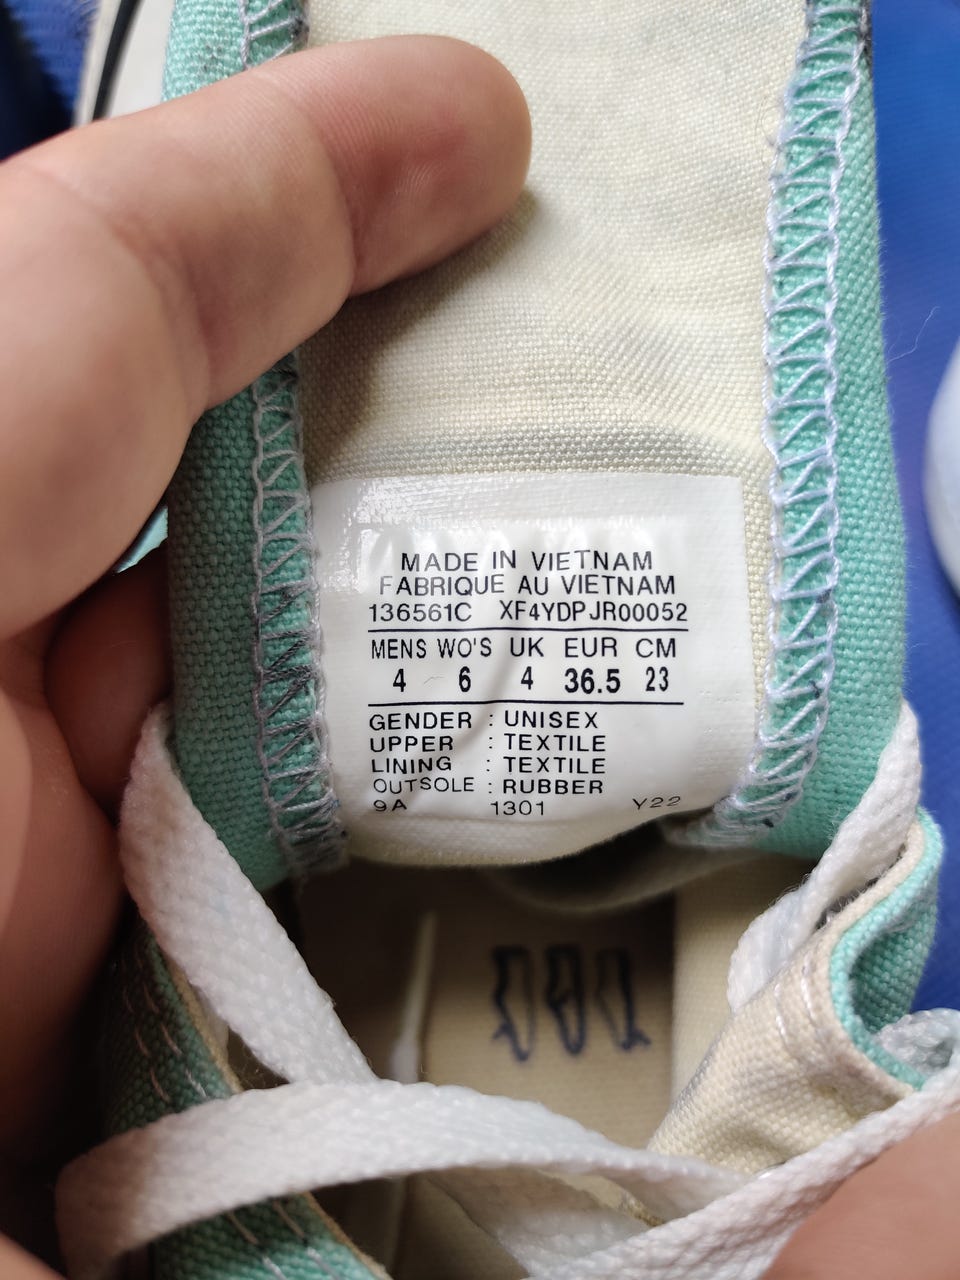 MADE IN VIETNAM
FABRIQUE AU VIETNAM
136561C XF4YDPJR00052
MENS WO'S UK EUR CM
4 6 4 36.5 23
GENDER : UNISEX
UPPER : TEXTILE
LINING : TEXTILE
OUTSOLE : RUBBER
9A 1301 Y22